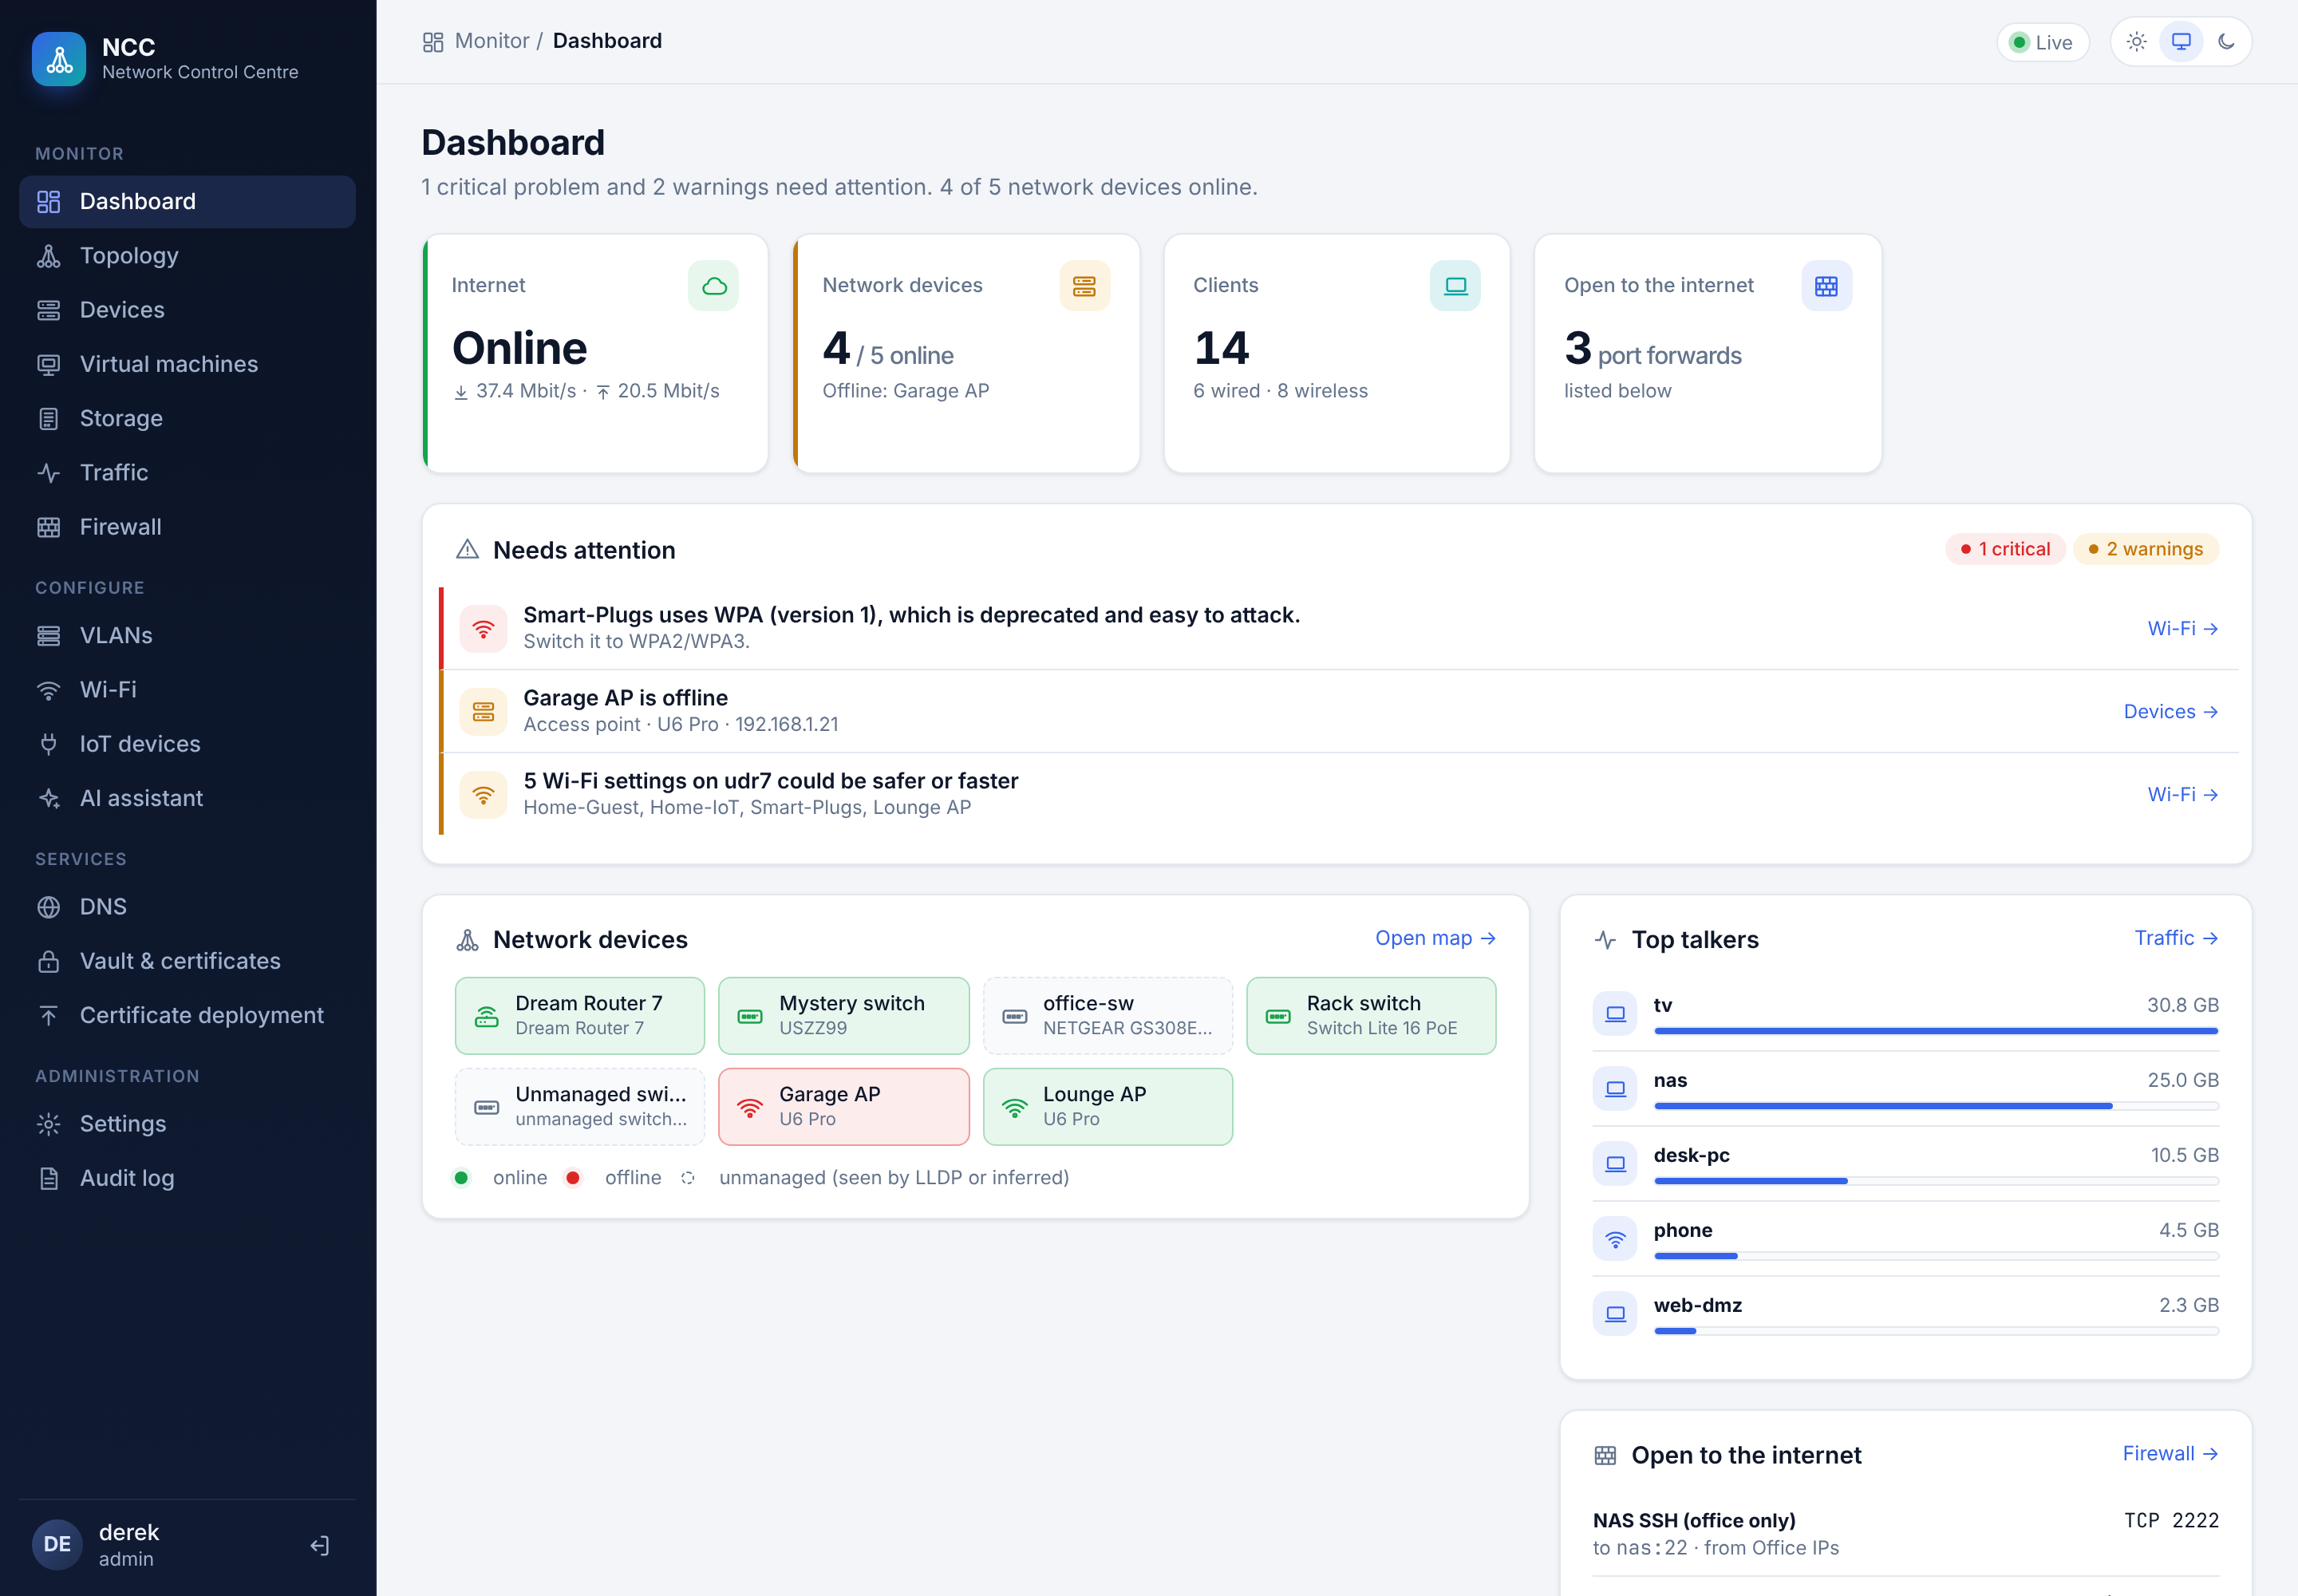 NCC
Network Control Centre
MONITOR
Dashboard
Topology
Devices
Virtual machines
Storage
Traffic
Firewall
CONFIGURE
VLANs
Wi-Fi
IoT devices
AI assistant
SERVICES
DNS
Vault & certificates
Certificate deployment
ADMINISTRATION
Settings
Audit log
DE
derek
admin
Monitor / Dashboard
Live
Dashboard
1 critical problem and 2 warnings need attention. 4 of 5 network devices online.
Internet
Online
37.4 Mbit/s · 20.5 Mbit/s
Network devices
4 / 5 online
Offline: Garage AP
Clients
14
6 wired · 8 wireless
Open to the internet
3 port forwards
listed below
Needs attention
1 critical
2 warnings
Smart-Plugs uses WPA (version 1), which is deprecated and easy to attack.
Switch it to WPA2/WPA3.
Wi-Fi →
Garage AP is offline
Access point · U6 Pro · 192.168.1.21
Devices →
5 Wi-Fi settings on udr7 could be safer or faster
Home-Guest, Home-IoT, Smart-Plugs, Lounge AP
Wi-Fi →
Network devices
Open map →
Dream Router 7
Dream Router 7
Mystery switch
USZZ99
office-sw
NETGEAR GS308E...
Rack switch
Switch Lite 16 PoE
Unmanaged swi...
unmanaged switch...
Garage AP
U6 Pro
Lounge AP
U6 Pro
online
offline
unmanaged (seen by LLDP or inferred)
Top talkers
Traffic →
tv
30.8 GB
nas
25.0 GB
desk-pc
10.5 GB
phone
4.5 GB
web-dmz
2.3 GB
Open to the internet
Firewall →
NAS SSH (office only)
TCP 2222
to nas:22 · from Office IPs